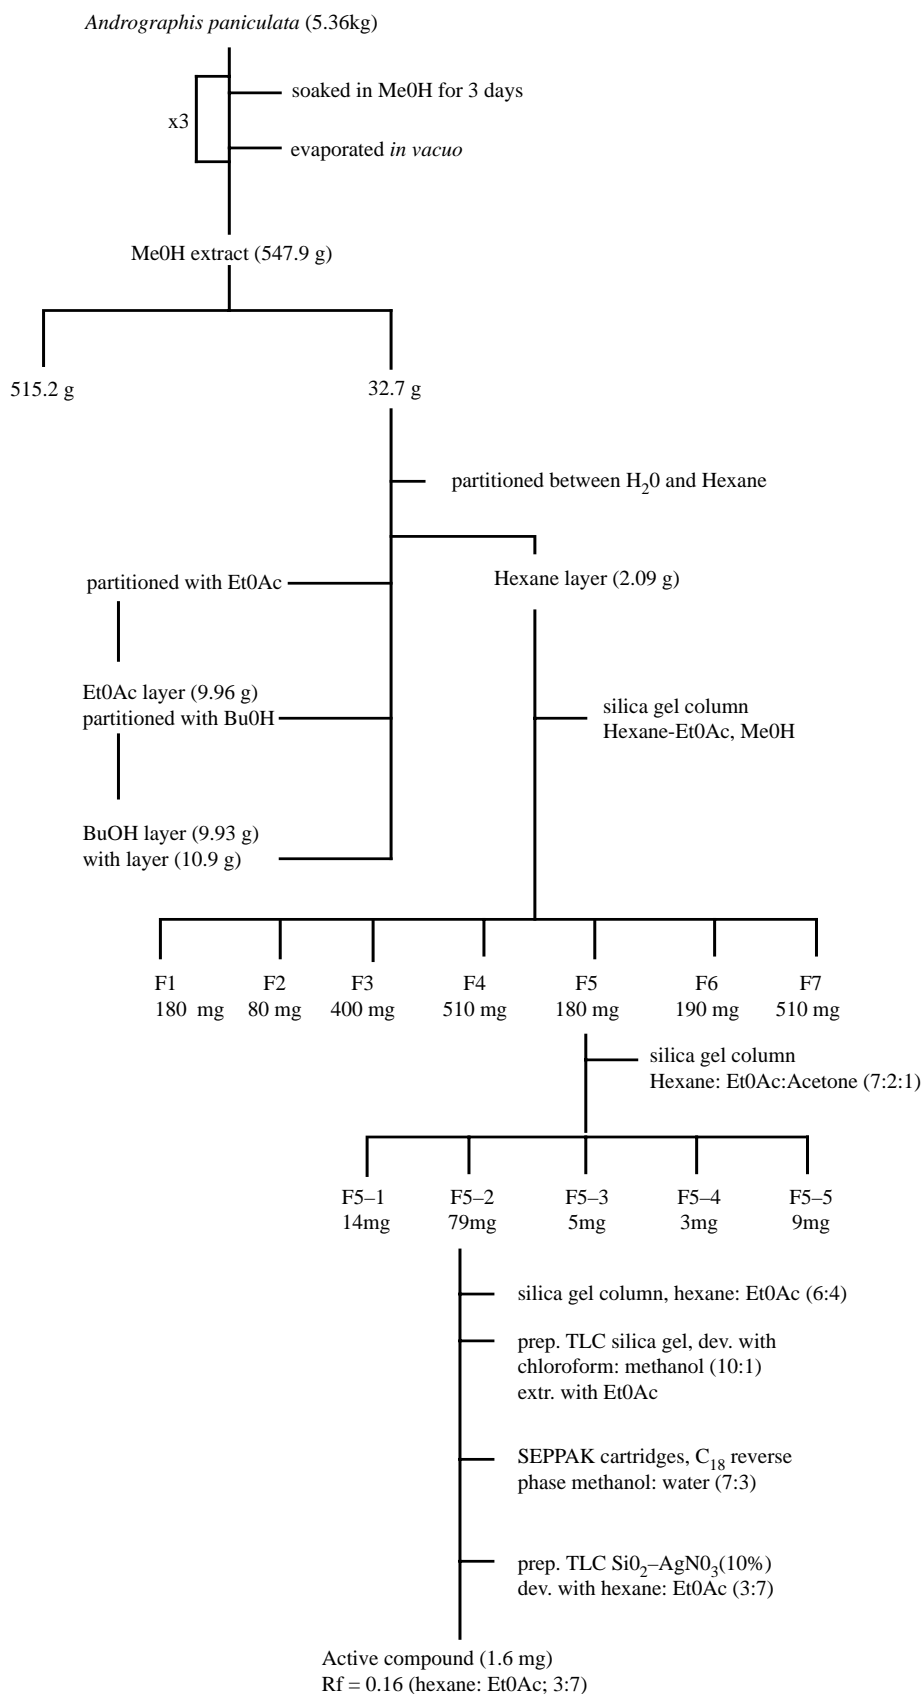 Andrographis paniculata (5.36kg)
soaked in Me0H for 3 days
x3
evaporated in vacuo
Me0H extract (547.9 g)
515.2 g
32.7 g
partitioned between H₂0 and Hexane
partitioned with Et0Ac
Hexane layer (2.09 g)
Et0Ac layer (9.96 g)
partitioned with Bu0H
silica gel column
Hexane-Et0Ac, Me0H
BuOH layer (9.93 g)
with layer (10.9 g)
F1 F2 F3 F4 F5 F6 F7
180 mg 80 mg 400 mg 510 mg 180 mg 190 mg 510 mg
silica gel column
Hexane: Et0Ac:Acetone (7:2:1)
F5–1 F5–2 F5–3 F5–4 F5–5
14mg 79mg 5mg 3mg 9mg
silica gel column, hexane: Et0Ac (6:4)
prep. TLC silica gel, dev. with
chloroform: methanol (10:1)
extr. with Et0Ac
SEPPAK cartridges, C₁₈ reverse
phase methanol: water (7:3)
prep. TLC Si0₂–AgN0₃(10%)
dev. with hexane: Et0Ac (3:7)
Active compound (1.6 mg)
Rf = 0.16 (hexane: Et0Ac; 3:7)